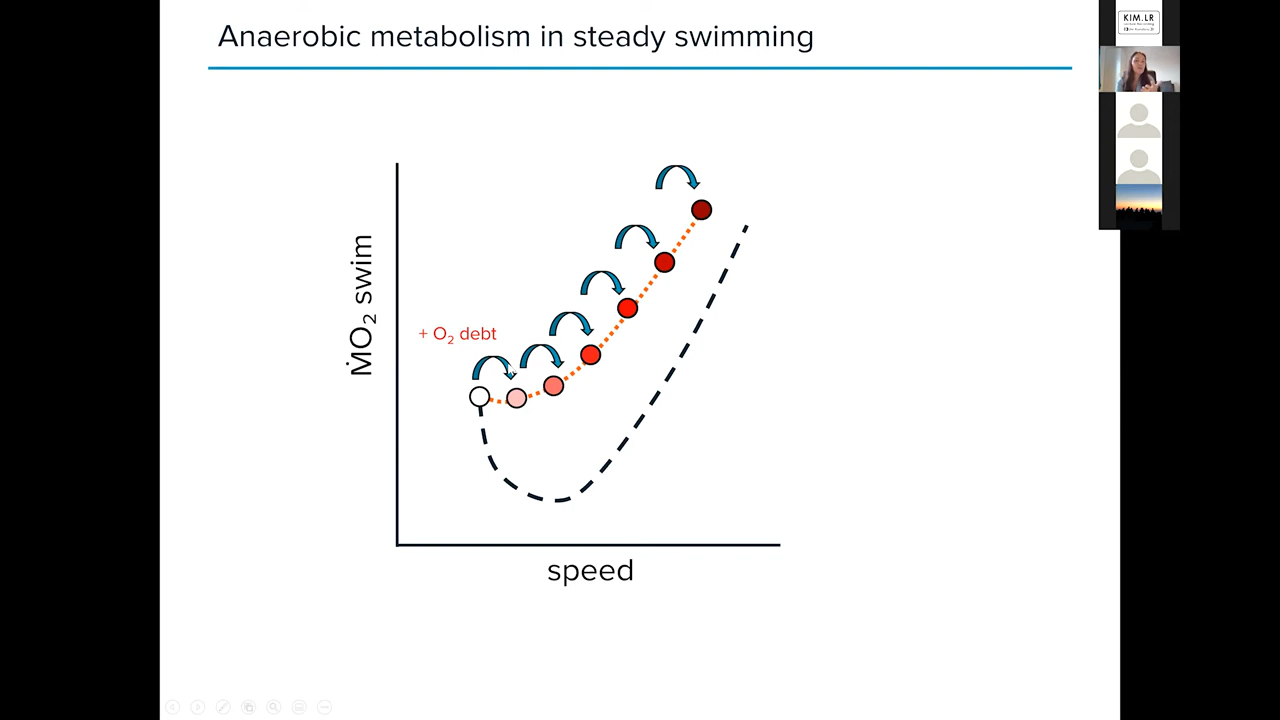 Anaerobic metabolism in steady swimming
KIM.LR
ṀO₂ swim
+ O₂ debt
speed